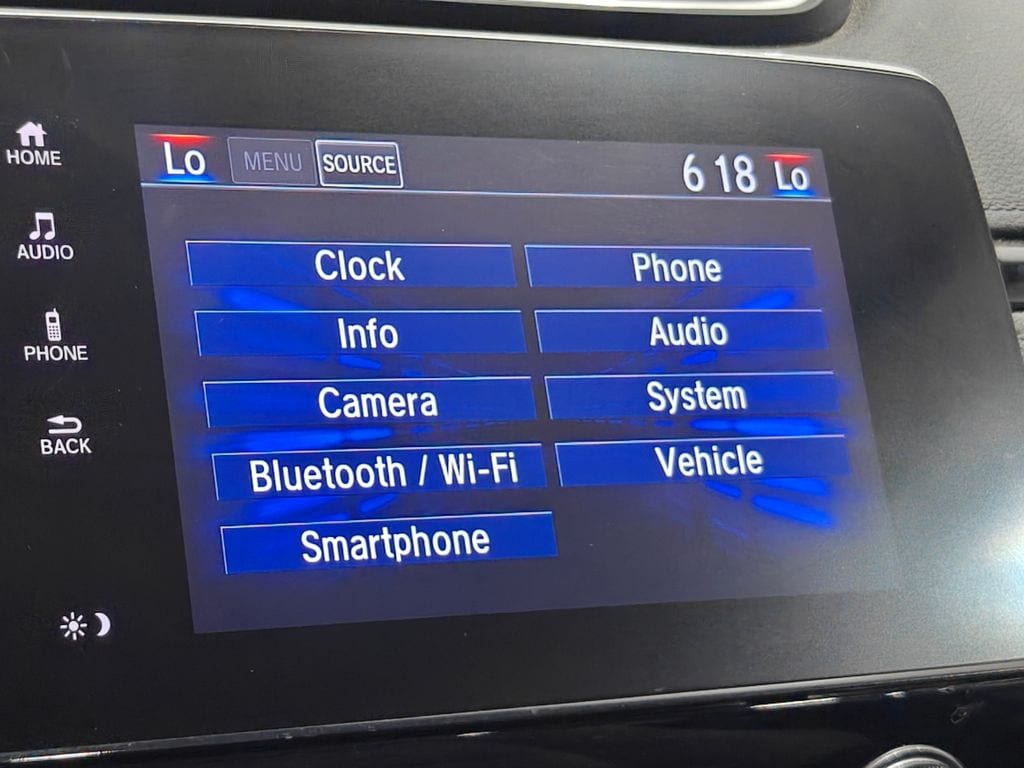 HOME
AUDIO
PHONE
BACK
Lo MENU SOURCE 6 18 Lo
Clock Phone
Info Audio
Camera System
Bluetooth / Wi-Fi Vehicle
Smartphone